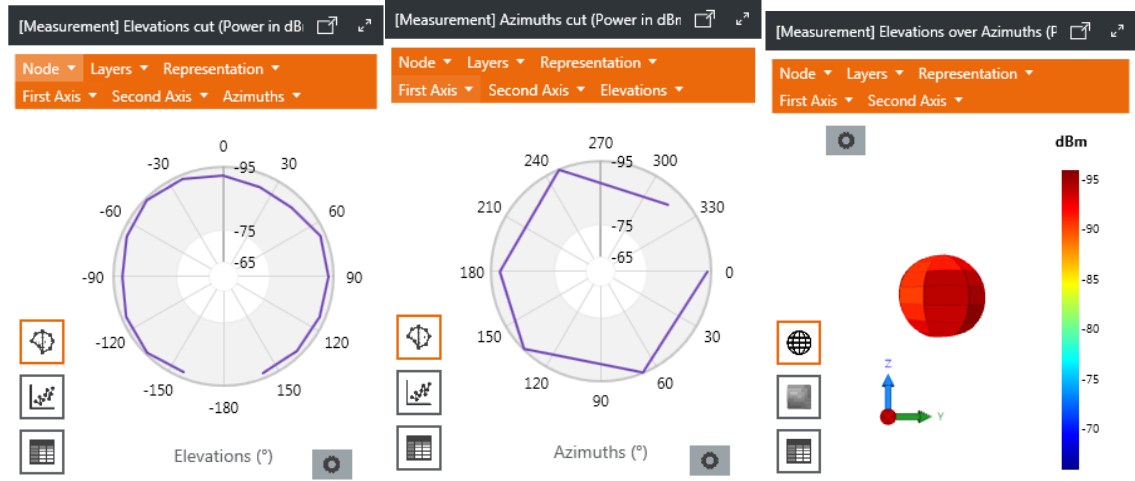 [Measurement] Elevations cut (Power in dBı
Node Layers Representation
First Axis Second Axis Azimuths
0
-30 -95 30
-60 60
-75
-65
-90 90
-120 120
-150 150
-180
Elevations (°)
[Measurement] Azimuths cut (Power in dBn
Node Layers Representation
First Axis Second Axis Elevations
270
240 -95 300
210 330
-75
-65
180 0
150 30
120 60
90
Azimuths (°)
[Measurement] Elevations over Azimuths (P
Node Layers Representation
First Axis Second Axis
dBm
-95
-90
-85
-80
-75
-70
Z
Y